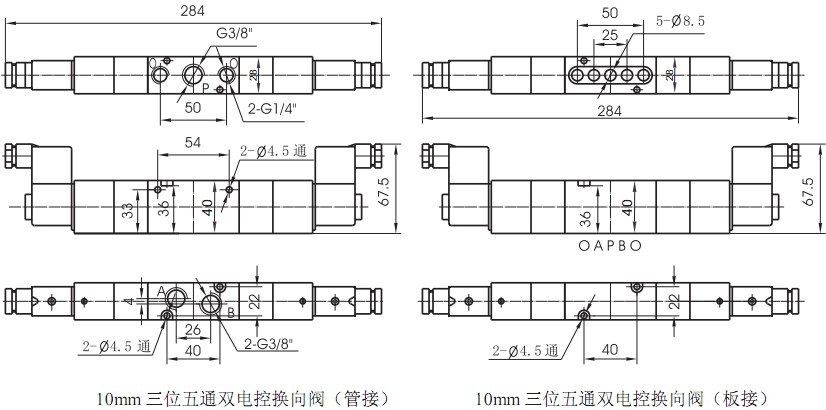 284
G3/8"
O
O
P
28
50
2-G1/4"
50
25
5-Ø8.5
28
284
54
2-Ø4.5通
33
36
40
67.5
36
40
67.5
O A P B O
A
B
4
22
26
40
2-Ø4.5通
2-G3/8"
22
40
2-Ø4.5通
10mm 三位五通双电控换向阀（管接）
10mm 三位五通双电控换向阀（板接）